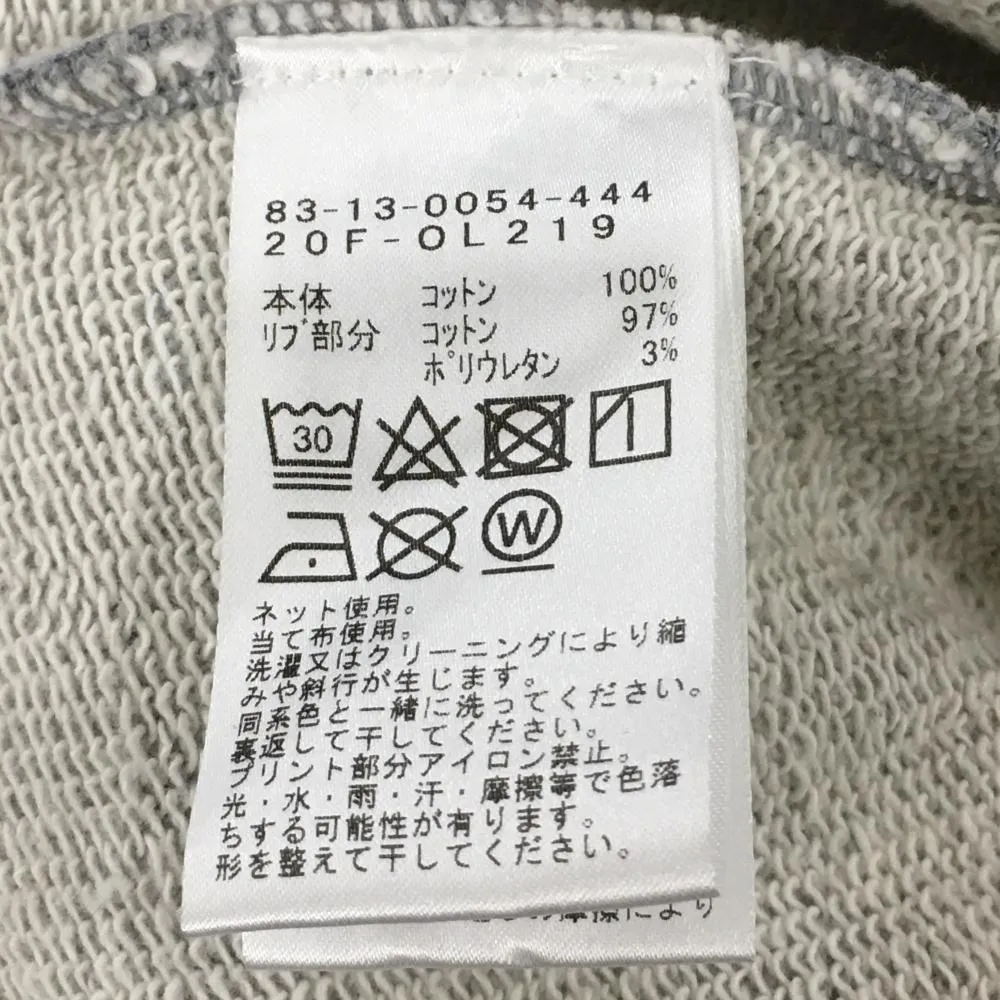 83-13-0054-444
20F-OL219
本体 コットン 100%
リブ部分 コットン 97%
ポリウレタン 3%
30
W
ネット使用。
当て布使用。
洗濯又はクリーニングにより縮
みや斜行が生じます。
同系色と一緒に洗ってください。
裏返して干してください。
プリント部分アイロン禁止。
光・水・雨・汗・摩擦等で色落
ちする可能性が有ります。
形を整えて干してください。
摩擦により